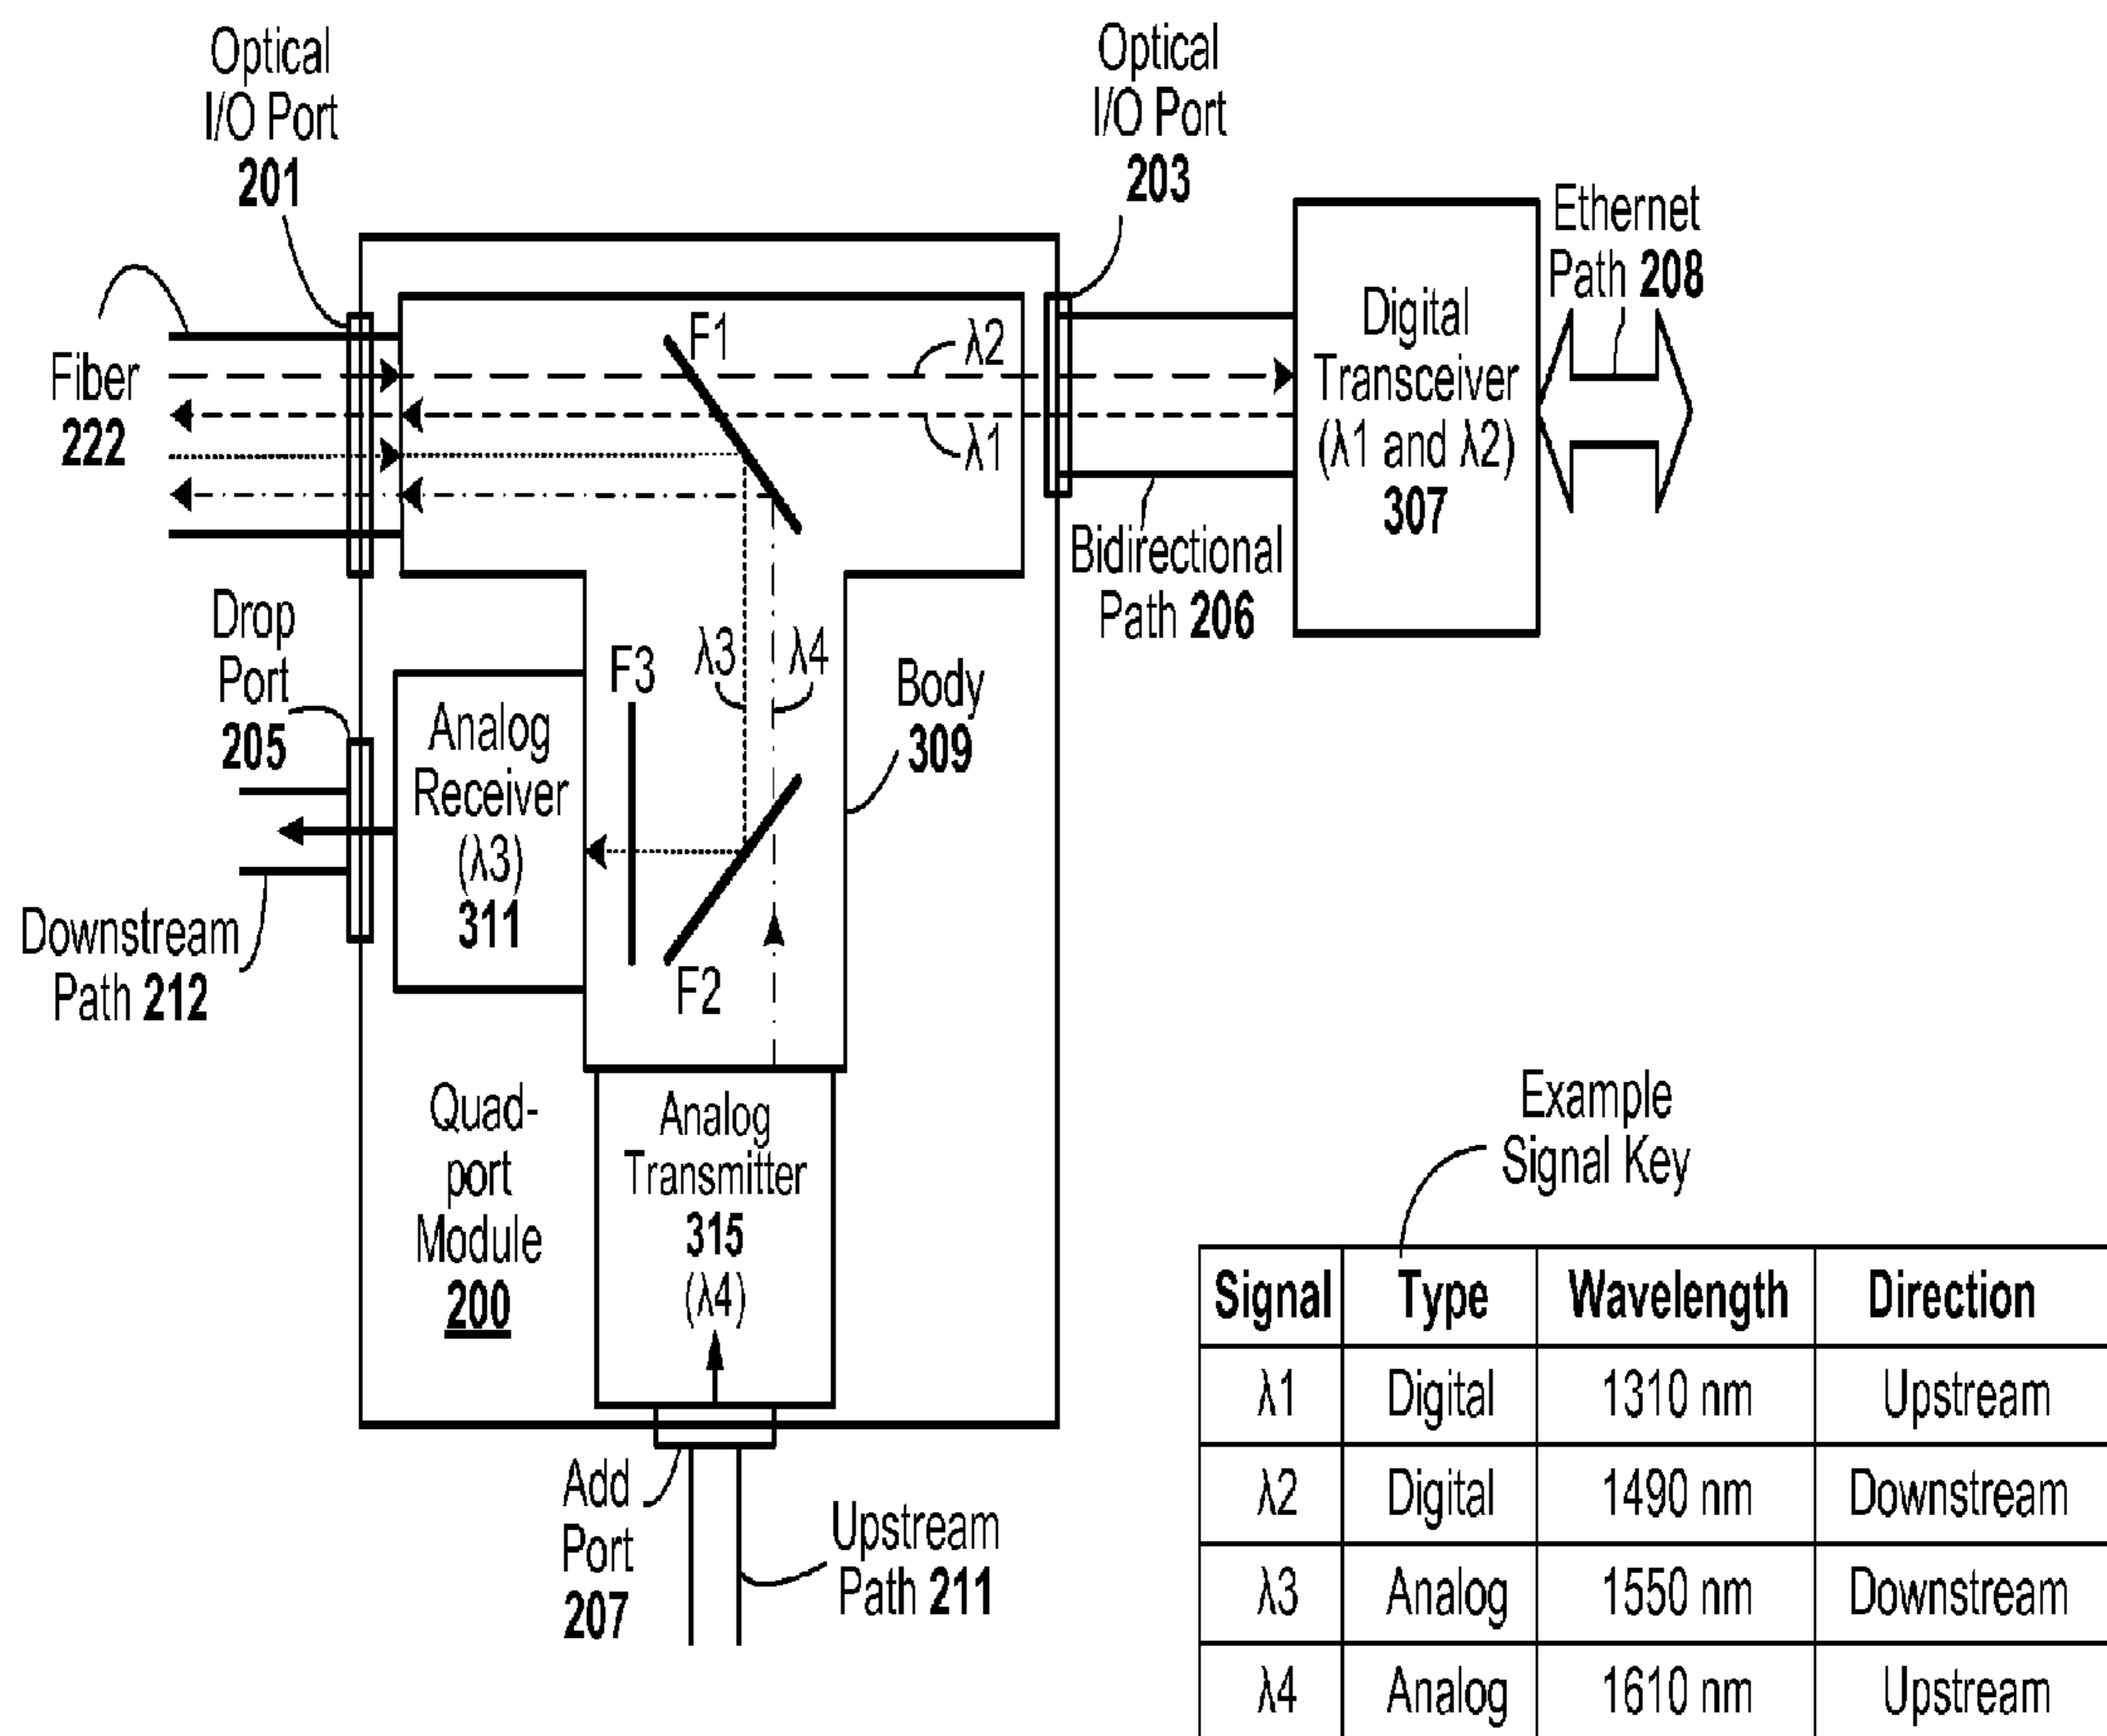 Optical
I/O Port
201
Optical
I/O Port
203
Ethernet
Path 208
Fiber
222
F1
λ2
λ1
Digital
Transceiver
(λ1 and λ2)
307
Bidirectional
Path 206
Drop
Port
205
F3
λ3
λ4
Body
309
Analog
Receiver
(λ3)
311
Downstream
Path 212
F2
Quad-
port
Module
200
Analog
Transmitter
315
(λ4)
Add
Port
207
Upstream
Path 211
Example
Signal Key
Signal Type Wavelength Direction
λ1 Digital 1310 nm Upstream
λ2 Digital 1490 nm Downstream
λ3 Analog 1550 nm Downstream
λ4 Analog 1610 nm Upstream